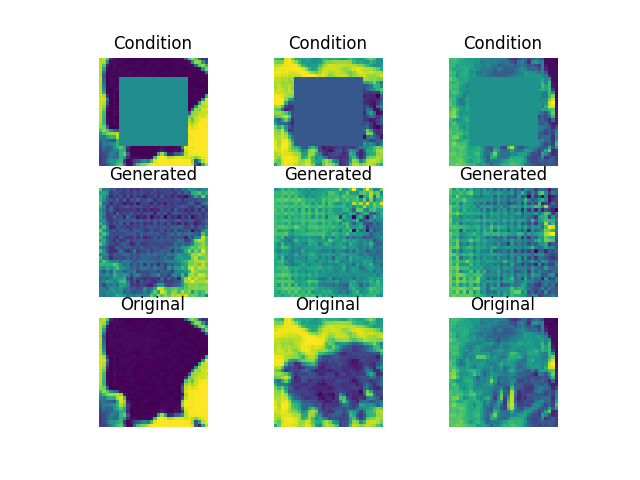 Condition Condition Condition
Generated Generated Generated
Original Original Original